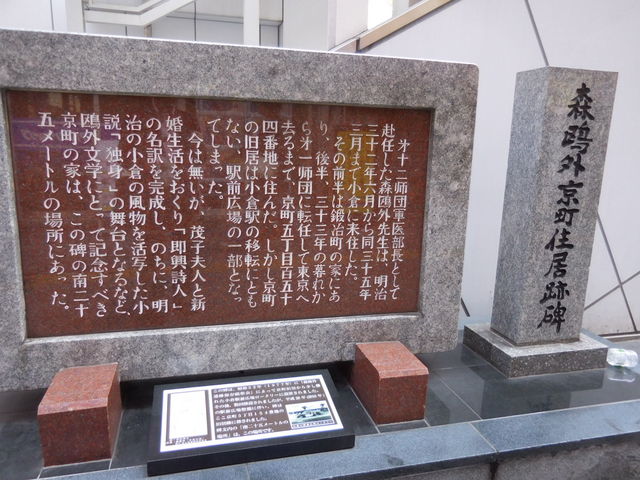 第十二師団軍医部長として
赴任した森鴎外先生は、明治
三十二年六月から同三十五年
三月まで小倉に来住した。
その前半は鍛冶町の家にあ
り、後半、三十三年の暮れか
ら第一師団に転任して東京へ
去るまで、京町五丁目百五十
四番地に住んだ。しかし京町
の旧居は小倉駅の移転にとも
ない、駅前広場の一部となっ
てしまった。
今は無いが、茂子夫人と新
婚生活をおくり「即興詩人」
の名訳を完成し、のちに、明
治の小倉の風物を活写した小
説「独身」の舞台となるなど、
鴎外文学にとって記念すべき
京町の家は、この碑の南二十
五メートルの場所にあった。
森鴎外京町住居跡碑